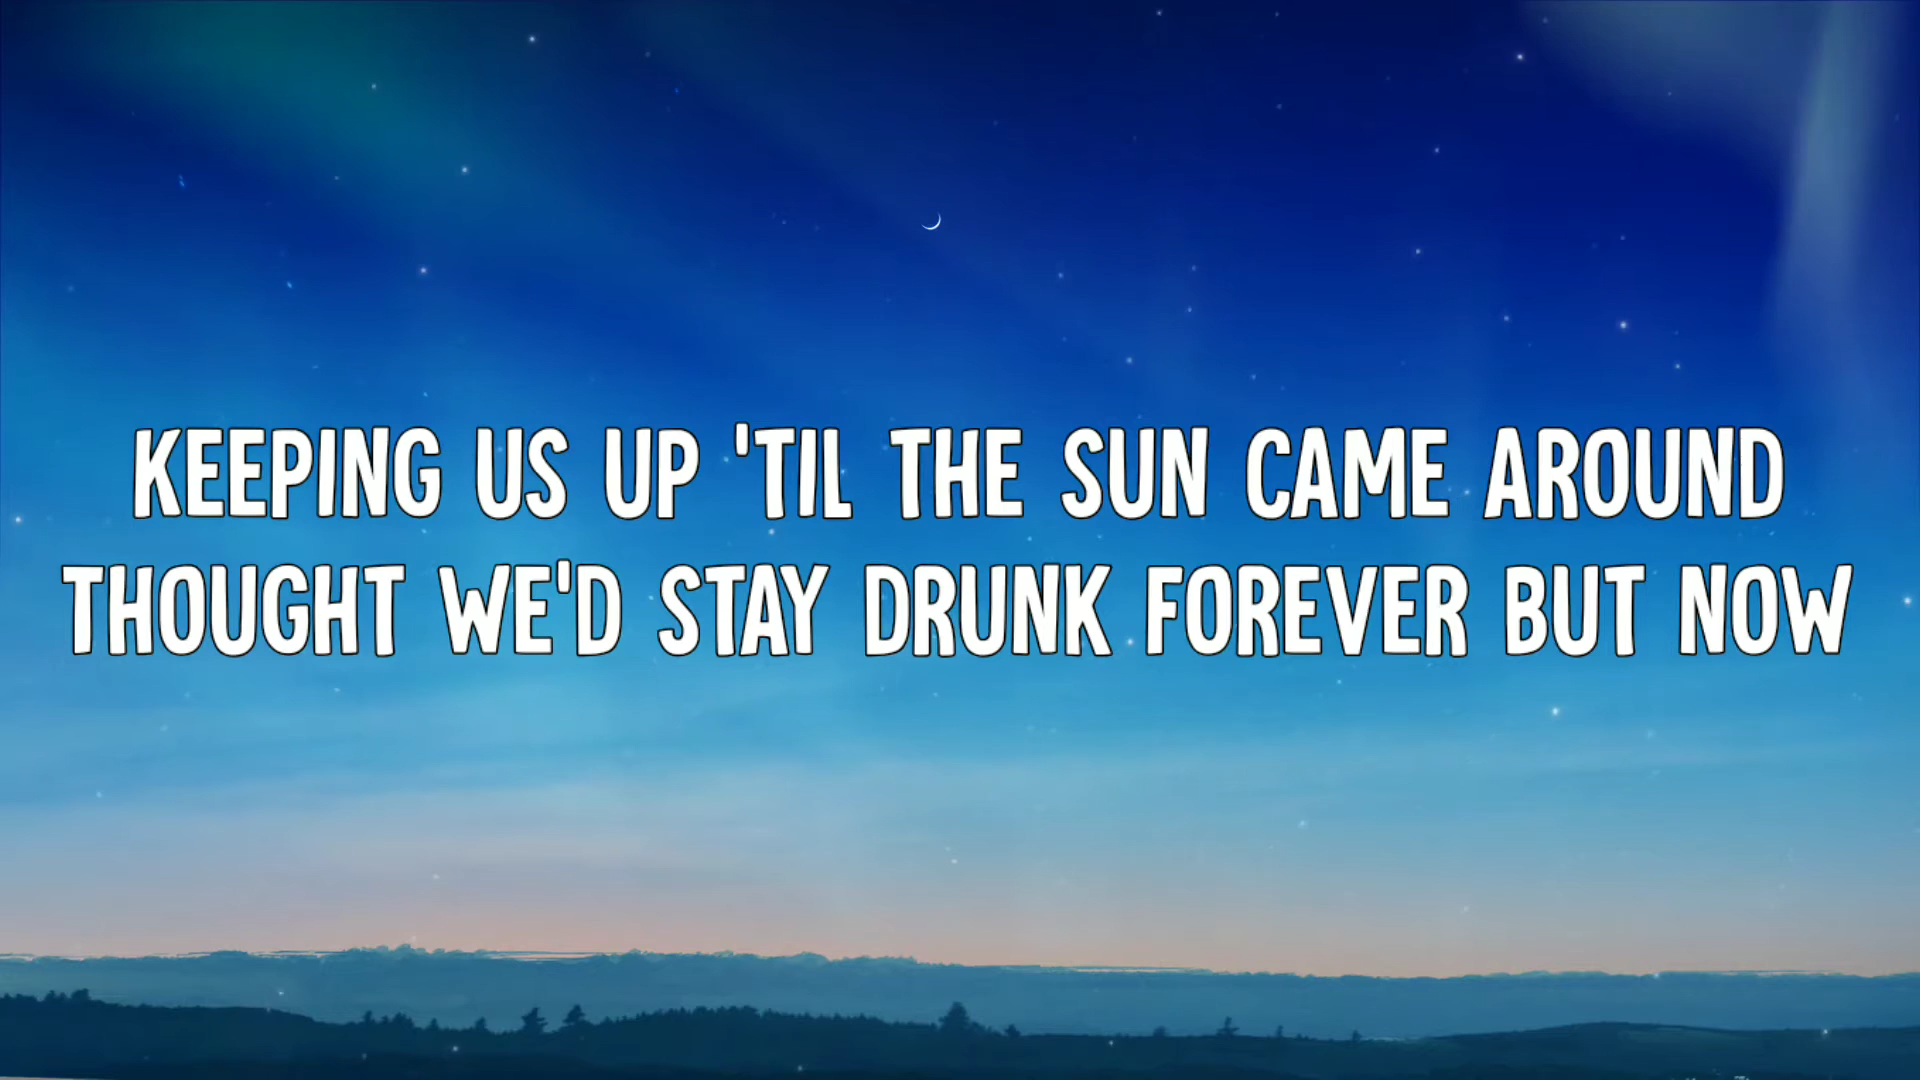 KEEPING US UP 'TIL THE SUN CAME AROUND
THOUGHT WE'D STAY DRUNK FOREVER BUT NOW